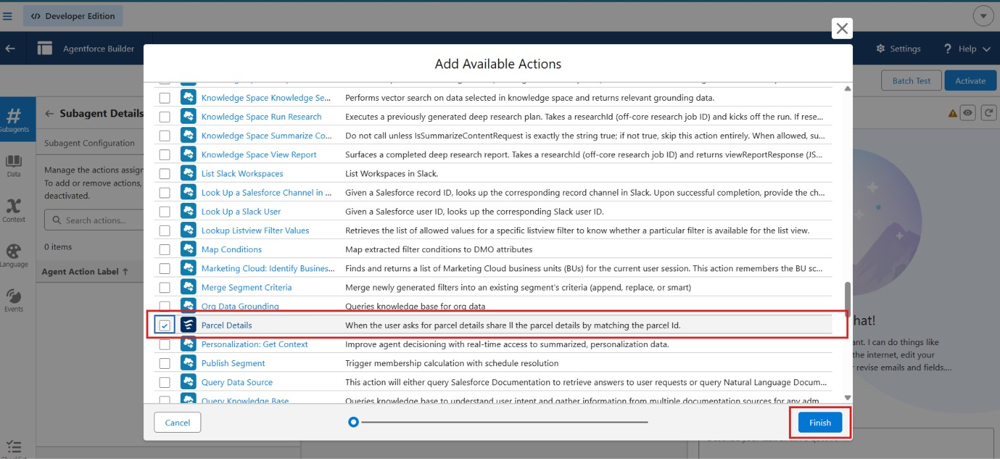 Developer Edition
Agentforce Builder
Settings
Help
Batch Test
Activate
Subagents
Data
Context
Language
Events
Subagent Details
Subagent Configuration
Manage the actions assign
To add or remove actions,
deactivated.
Search actions...
0 items
Agent Action Label ↑
Add Available Actions
Knowledge Space Knowledge Se... Performs vector search on data selected in knowledge space and returns relevant grounding data.
Knowledge Space Run Research Executes a previously generated deep research plan. Takes a researchId (off-core research job ID) and kicks off the run. If rese...
Knowledge Space Summarize Co... Do not call unless IsSummarizeContentRequest is exactly the string true; if not true, skip this action entirely. When allowed, su...
Knowledge Space View Report Surfaces a completed deep research report. Takes a researchId (off-core research job ID) and returns viewReportResponse (JS...
List Slack Workspaces List Workspaces in Slack.
Look Up a Salesforce Channel in ... Given a Salesforce record ID, looks up the corresponding record channel in Slack. Upon successful completion, provide the ch...
Look Up a Slack User Given a Salesforce user ID, looks up the corresponding Slack user ID.
Lookup Listview Filter Values Retrieves the list of allowed values for a specific listview filter to know whether a particular filter is available for the list view.
Map Conditions Map extracted filter conditions to DMO attributes
Marketing Cloud: Identify Busines... Finds and returns a list of Marketing Cloud business units (BUs) for the current user session. This action remembers the BU sc...
Merge Segment Criteria Merge newly generated filters into an existing segment's criteria (append, replace, or smart)
Org Data Grounding Queries knowledge base for org data
Parcel Details When the user asks for parcel details share ll the parcel details by matching the parcel Id.
Personalization: Get Context Improve agent decisioning with real-time access to summarized, personalization data.
Publish Segment Trigger membership calculation with schedule resolution
Query Data Source This action will either query Salesforce Documentation to retrieve answers to user requests or query Natural Language Docum...
Query Knowledge Base Queries knowledge base to understand user intent and gather information from multiple documentation sources for any adm
Cancel
Finish
hat!
ant. I can do things like
the internet, edit your
revise emails and fields....